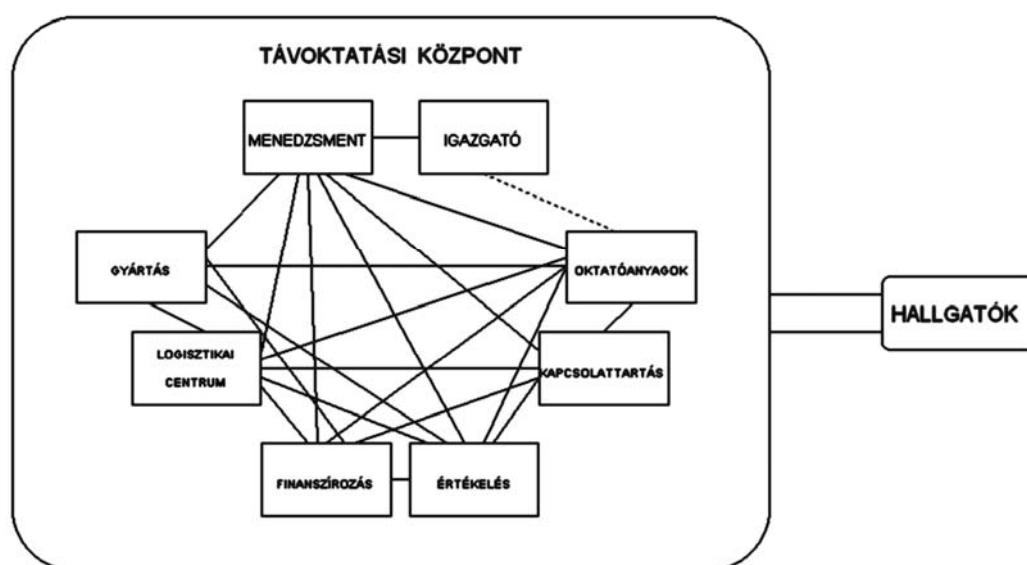 TÁVOKTATÁSI KÖZPONT
MENEDZSMENT
IGAZGATÓ
GYÁRTÁS
OKTATÓANYAGOK
HALLGATÓK
LOGISZTIKAI
CENTRUM
KAPCSOLATTARTÁS
FINANSZÍROZÁS
ÉRTÉKELÉS